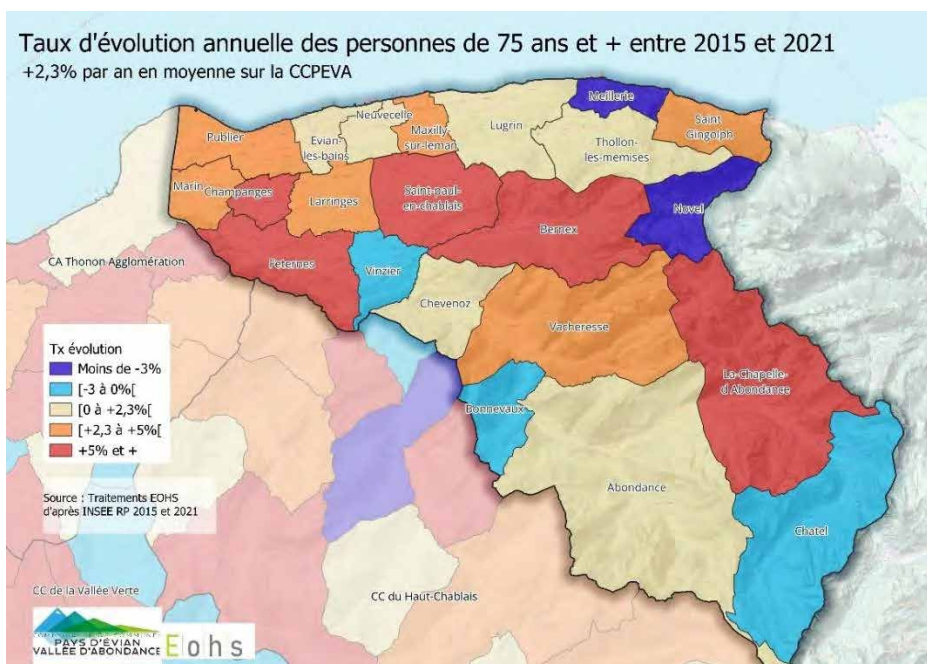 Taux d'évolution annuelle des personnes de 75 ans et + entre 2015 et 2021
+2,3% par an en moyenne sur la CCPEVA
Meillerie
Neuvecelle
Publier
Evian-
les-bains
Maxilly-
sur-leman
Lugrin
Saint
Gingolph
Thollon-
les-memises
Marin
Champanges
Larringes
Saint-paul-
en-chablais
Novel
Bernex
CA Thonon Agglomération
Feternes
Vinzier
Chevenoz
Vacheresse
La-Chapelle-
d Abondance
Bonnevaux
Abondance
Chatel
Tx évolution
Moins de -3%
[-3 à 0%[
[0 à +2,3%[
[+2,3 à +5%[
+5% et +
Source : Traitements EOHS
d'après INSEE RP 2015 et 2021
CC de la Vallée Verte
CC du Haut-Chablais
PAYS D'ÉVIAN
VALLÉE D'ABONDANCE
Eohs